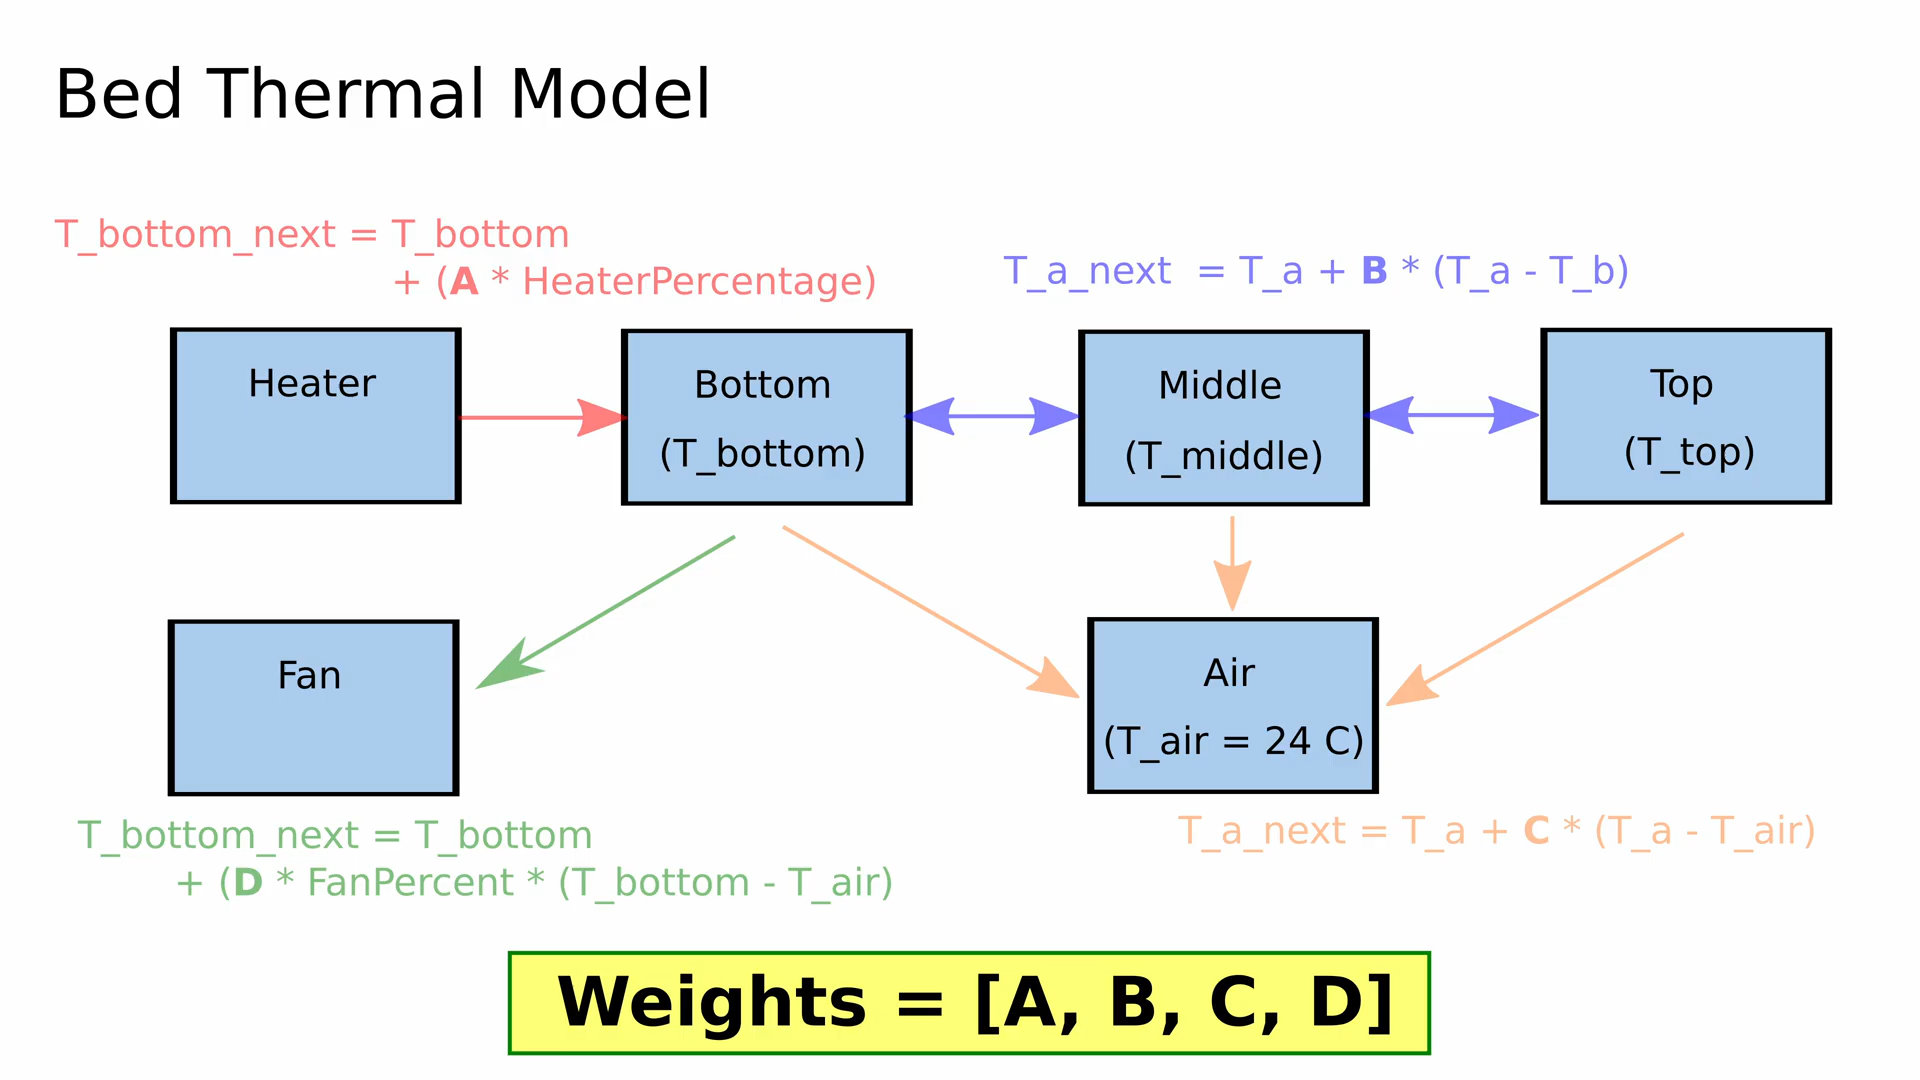 Bed Thermal Model
T_bottom_next = T_bottom
+ (A * HeaterPercentage)
T_a_next  = T_a + B * (T_a - T_b)
Heater
Bottom
(T_bottom)
Middle
(T_middle)
Top
(T_top)
Fan
Air
(T_air = 24 C)
T_bottom_next = T_bottom
+ (D * FanPercent * (T_bottom - T_air)
T_a_next = T_a + C * (T_a - T_air)
Weights = [A, B, C, D]